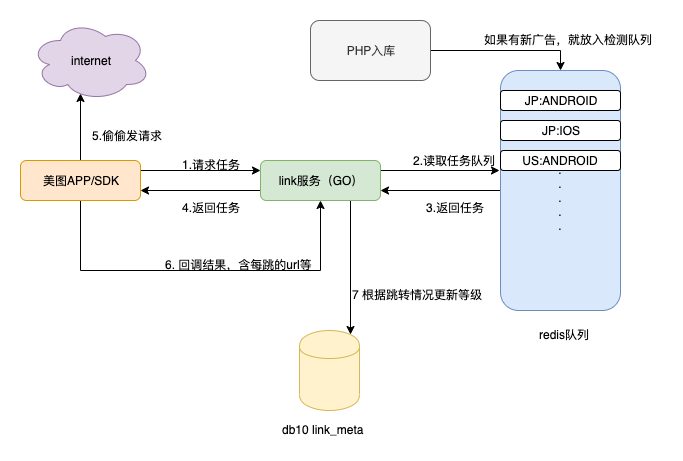 internet
PHP入库
如果有新广告，就放入检测队列
JP:ANDROID
JP:IOS
US:ANDROID
5.偷偷发请求
美图APP/SDK
1.请求任务
link服务（GO）
2.读取任务队列
4.返回任务
3.返回任务
6. 回调结果，含每跳的url等
7 根据跳转情况更新等级
redis队列
db10 link_meta